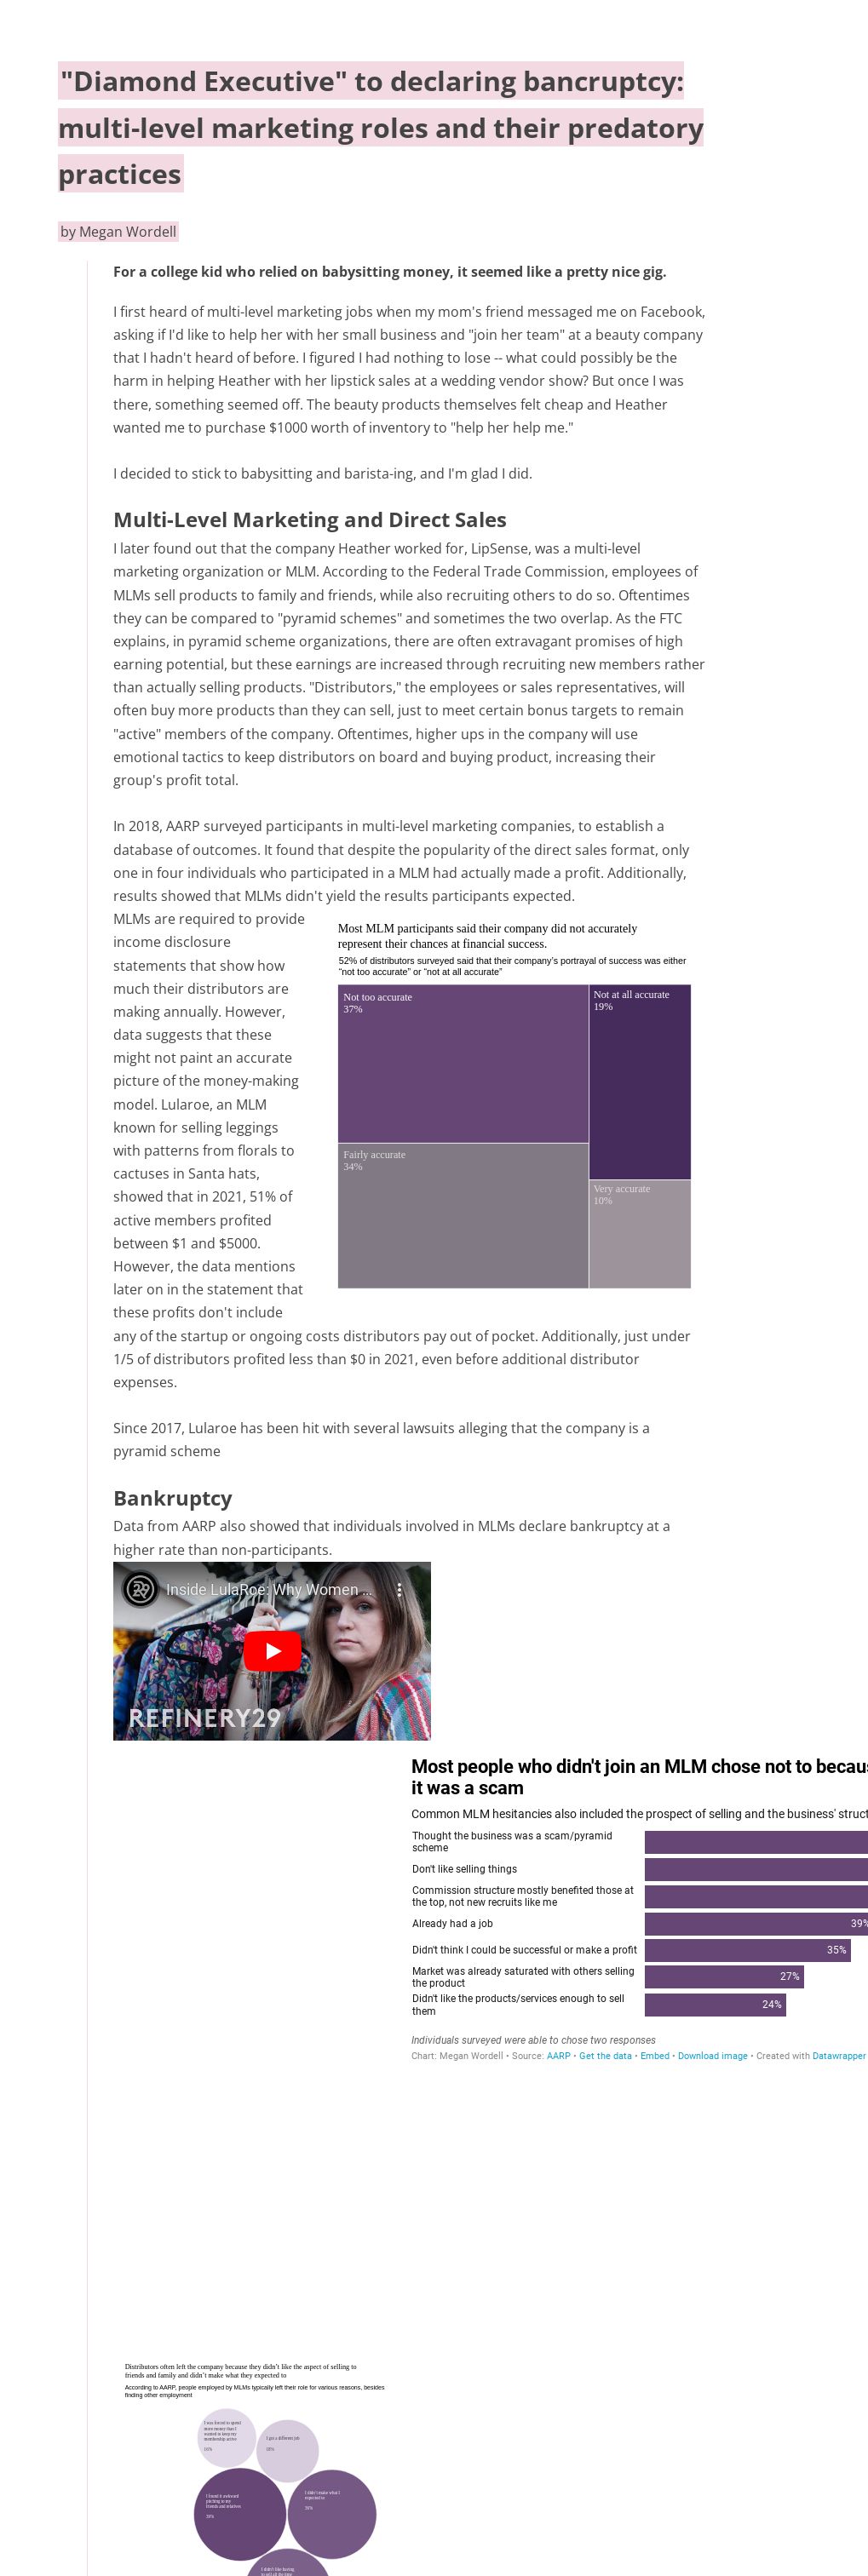 "Diamond Executive" to declaring bancruptcy:
multi-level marketing roles and their predatory
practices
by Megan Wordell
For a college kid who relied on babysitting money, it seemed like a pretty nice gig.
I first heard of multi-level marketing jobs when my mom's friend messaged me on Facebook,
asking if I'd like to help her with her small business and "join her team" at a beauty company
that I hadn't heard of before. I figured I had nothing to lose -- what could possibly be the
harm in helping Heather with her lipstick sales at a wedding vendor show? But once I was
there, something seemed off. The beauty products themselves felt cheap and Heather
wanted me to purchase $1000 worth of inventory to "help her help me."
I decided to stick to babysitting and barista-ing, and I'm glad I did.
Multi-Level Marketing and Direct Sales
I later found out that the company Heather worked for, LipSense, was a multi-level
marketing organization or MLM. According to the Federal Trade Commission, employees of
MLMs sell products to family and friends, while also recruiting others to do so. Oftentimes
they can be compared to "pyramid schemes" and sometimes the two overlap. As the FTC
explains, in pyramid scheme organizations, there are often extravagant promises of high
earning potential, but these earnings are increased through recruiting new members rather
than actually selling products. "Distributors," the employees or sales representatives, will
often buy more products than they can sell, just to meet certain bonus targets to remain
"active" members of the company. Oftentimes, higher ups in the company will use
emotional tactics to keep distributors on board and buying product, increasing their
group's profit total.
In 2018, AARP surveyed participants in multi-level marketing companies, to establish a
database of outcomes. It found that despite the popularity of the direct sales format, only
one in four individuals who participated in a MLM had actually made a profit. Additionally,
results showed that MLMs didn't yield the results participants expected.
MLMs are required to provide
income disclosure
statements that show how
much their distributors are
making annually. However,
data suggests that these
might not paint an accurate
picture of the money-making
model. Lularoe, an MLM
known for selling leggings
with patterns from florals to
cactuses in Santa hats,
showed that in 2021, 51% of
active members profited
between $1 and $5000.
However, the data mentions
later on in the statement that
these profits don't include
any of the startup or ongoing costs distributors pay out of pocket. Additionally, just under
1/5 of distributors profited less than $0 in 2021, even before additional distributor
expenses.
Most MLM participants said their company did not accurately
represent their chances at financial success.
52% of distributors surveyed said that their company's portrayal of success was either
“not too accurate” or “not at all accurate”
Not too accurate
37%
Not at all accurate
19%
Fairly accurate
34%
Very accurate
10%
Since 2017, Lularoe has been hit with several lawsuits alleging that the company is a
pyramid scheme
Bankruptcy
Data from AARP also showed that individuals involved in MLMs declare bankruptcy at a
higher rate than non-participants.
29
Inside LulaRoe: Why Women ...
REFINERY29
Most people who didn't join an MLM chose not to becau
it was a scam
Common MLM hesitancies also included the prospect of selling and the business' struct
Thought the business was a scam/pyramid
scheme
Don't like selling things
Commission structure mostly benefited those at
the top, not new recruits like me
Already had a job
39%
Didn't think I could be successful or make a profit
35%
Market was already saturated with others selling
the product
27%
Didn't like the products/services enough to sell
them
24%
Individuals surveyed were able to chose two responses
Chart: Megan Wordell • Source: AARP • Get the data • Embed • Download image • Created with Datawrapper
Distributors often left the company because they didn't like the aspect of selling to
friends and family and didn't make what they expected to
According to AARP, people employed by MLMs typically left their role for various reasons, besides
finding other employment
I was forced to spend
more money than I
wanted to keep my
membership active
I got a different job
18%
I found it awkward
pitching to my
friends and relatives
I didn't make what I
expected to
I didn't like having
to sell all the time